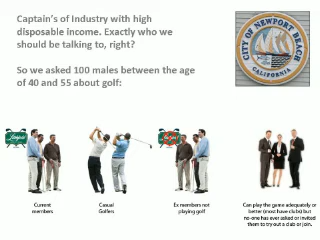 Captain's of Industry with high
disposable income. Exactly who we
should be talking to, right?
So we asked 100 males between the age
of 40 and 55 about golf:
CITY OF NEWPORT BEACH
CALIFORNIA
Current
members
Casual
Golfers
Ex members not
playing golf
Can play the game adequately or
better (most have clubs) but
no-one has ever asked or invited
them to try out a club or join.